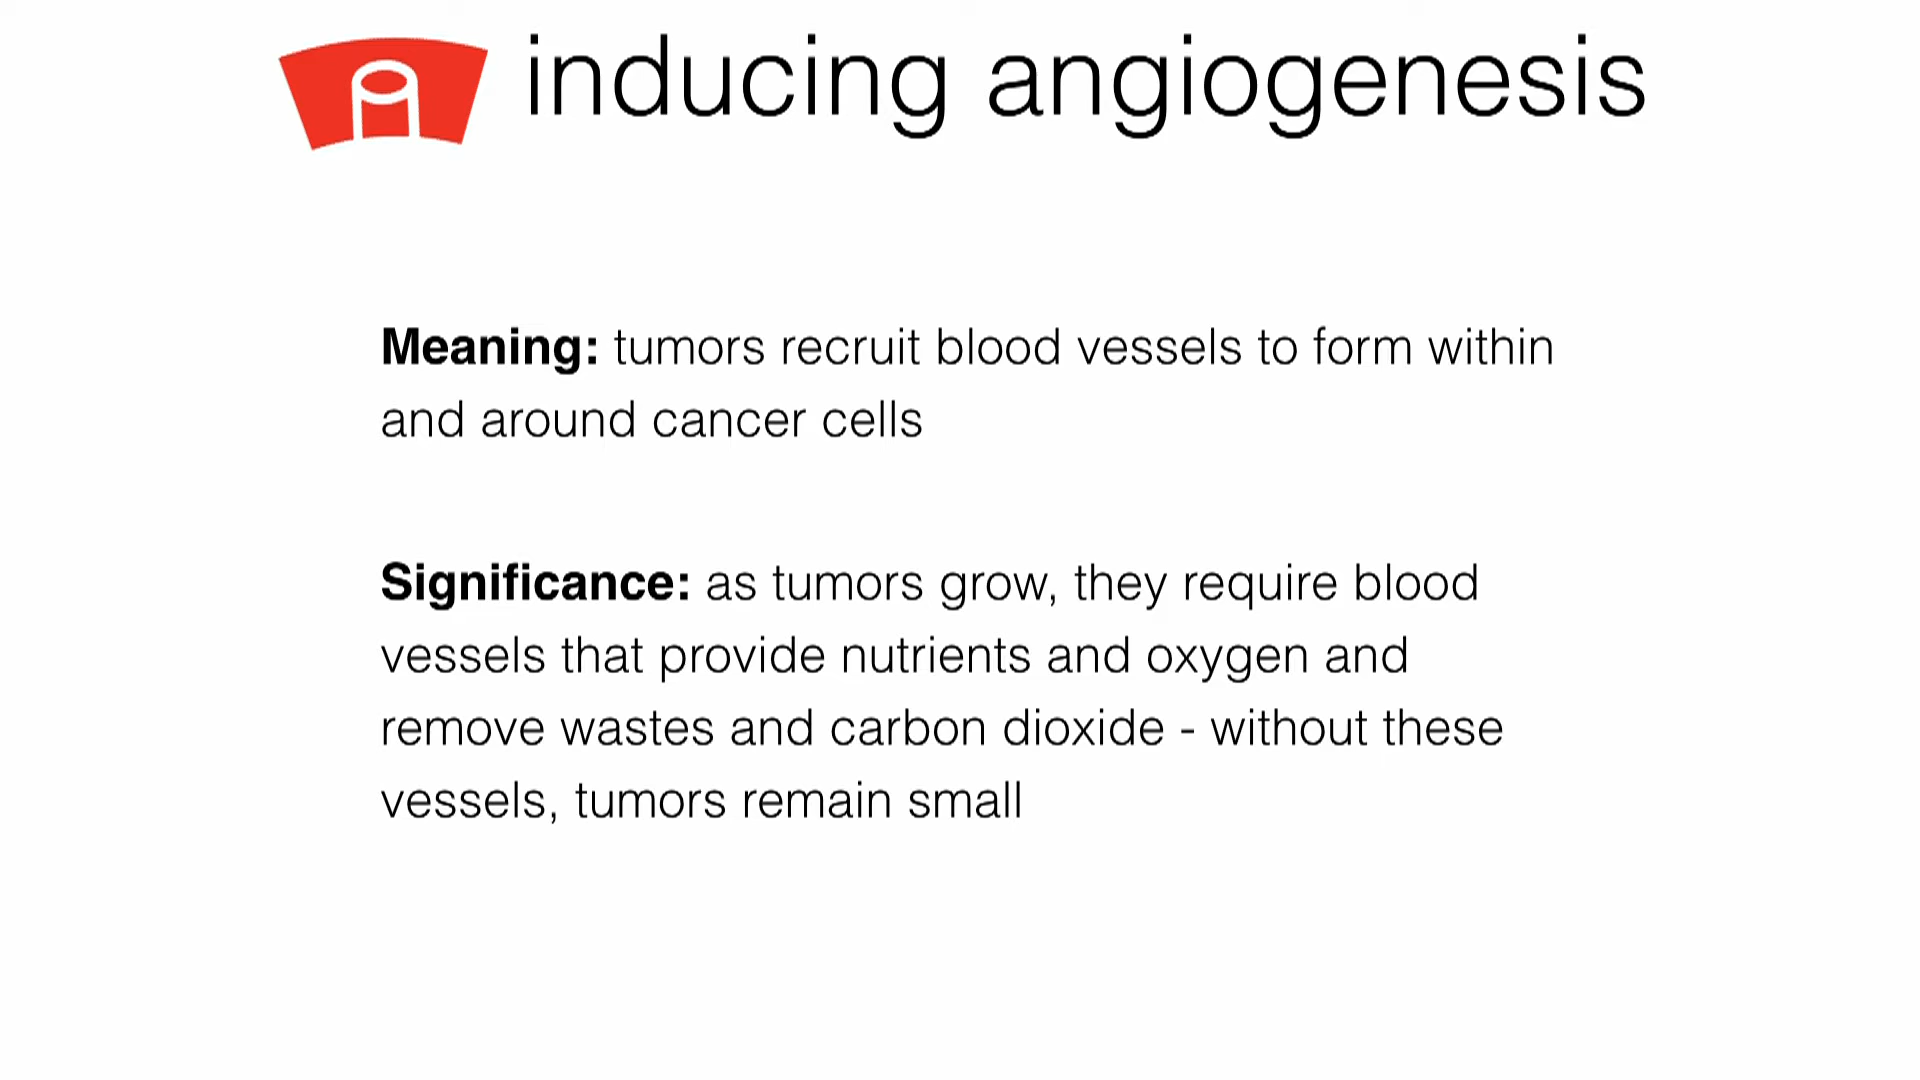 inducing angiogenesis
Meaning: tumors recruit blood vessels to form within
and around cancer cells
Significance: as tumors grow, they require blood
vessels that provide nutrients and oxygen and
remove wastes and carbon dioxide - without these
vessels, tumors remain small